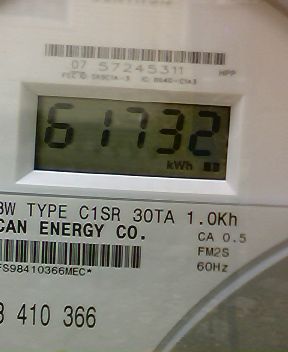 07 57245311
HPP
61732
kWh
3W TYPE C1SR 30TA 1.0Kh
CAN ENERGY CO.
CA 0.5
FM2S
60Hz
FS98410366MEC*
3 410 366